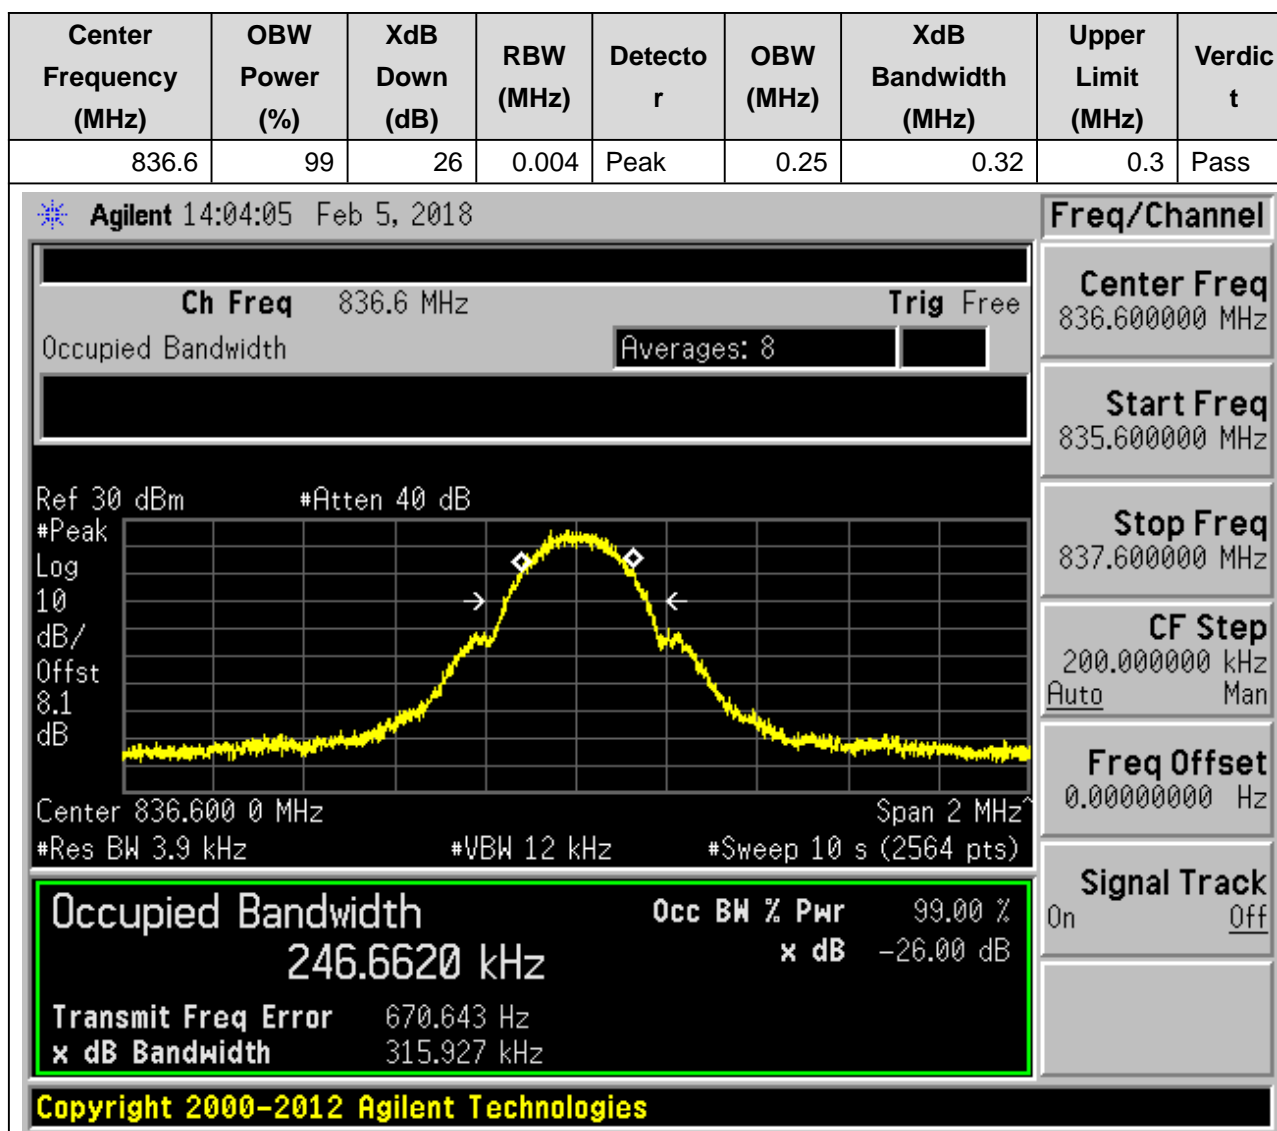 Center Frequency (MHz) OBW Power (%) XdB Down (dB) RBW (MHz) Detecto r OBW (MHz) XdB Bandwidth (MHz) Upper Limit (MHz) Verdic t
836.6 99 26 0.004 Peak 0.25 0.32 0.3 Pass
Agilent 14:04:05 Feb 5, 2018
Ch Freq 836.6 MHz Trig Free
Occupied Bandwidth Averages: 8
Ref 30 dBm #Atten 40 dB
#Peak
Log
10
dB/
Offst
8.1
dB
Center 836.600 0 MHz Span 2 MHz^
#Res BW 3.9 kHz #VBW 12 kHz #Sweep 10 s (2564 pts)
Occupied Bandwidth Occ BW % Pwr 99.00 %
246.6620 kHz x dB -26.00 dB
Transmit Freq Error 670.643 Hz
x dB Bandwidth 315.927 kHz
Freq/Channel
Center Freq
836.600000 MHz
Start Freq
835.600000 MHz
Stop Freq
837.600000 MHz
CF Step
200.000000 kHz
Auto Man
Freq Offset
0.00000000 Hz
Signal Track
On Off
Copyright 2000-2012 Agilent Technologies